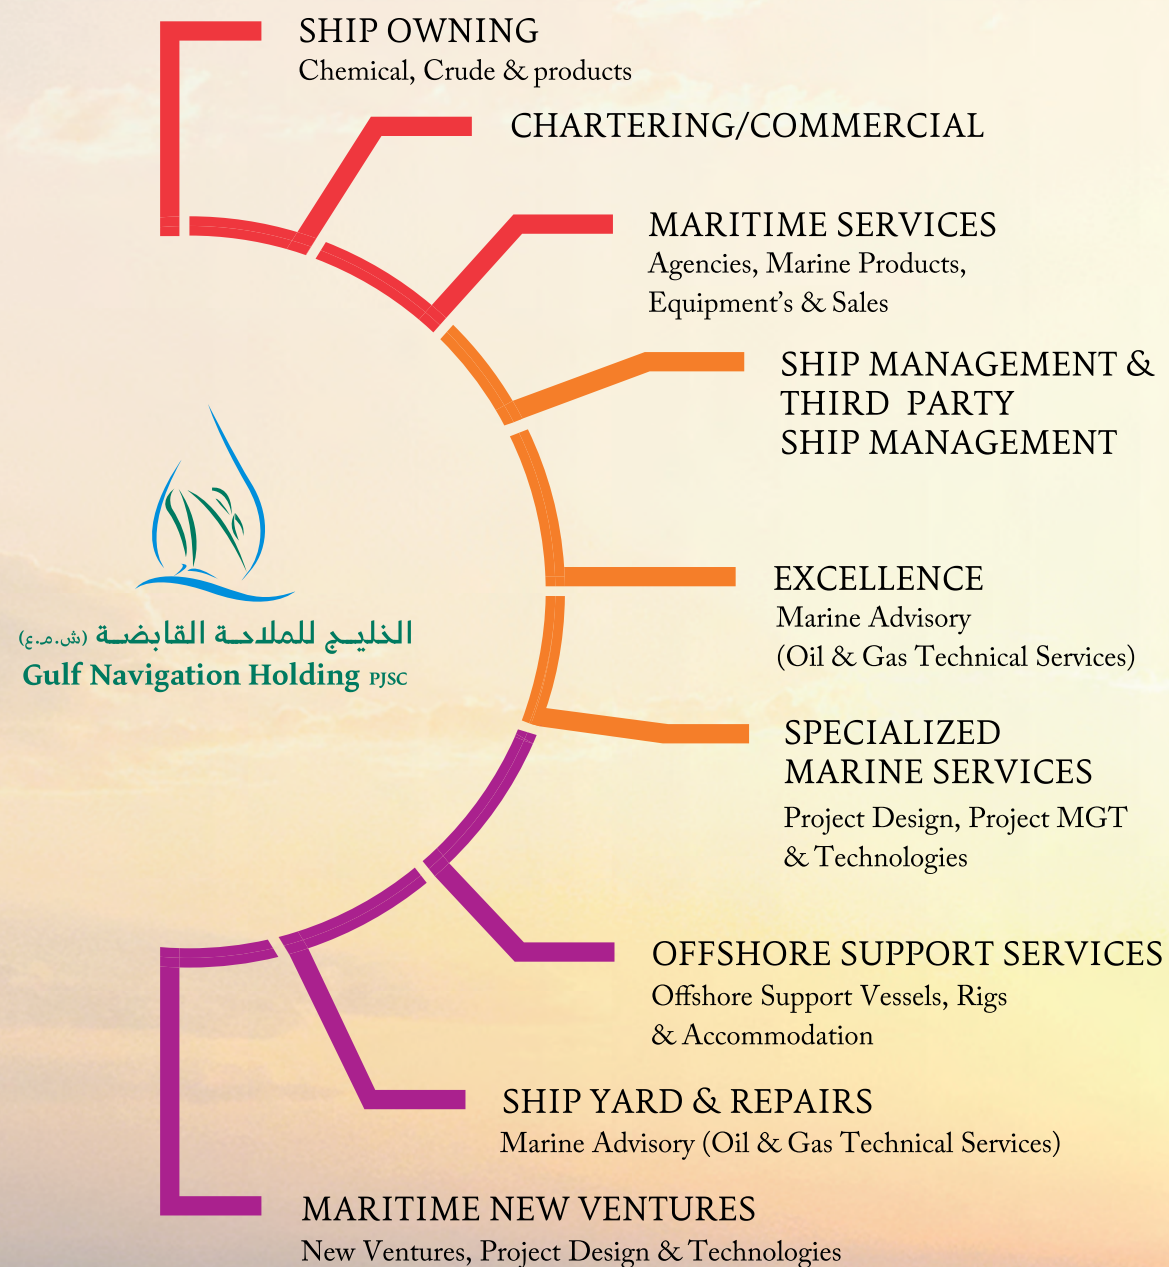 SHIP OWNING
Chemical, Crude & products
CHARTERING/COMMERCIAL
MARITIME SERVICES
Agencies, Marine Products,
Equipment’s & Sales
SHIP MANAGEMENT &
THIRD PARTY
SHIP MANAGEMENT
الخليج للملاحة القابضة (ش.م.ع)
Gulf Navigation Holding PJSC
EXCELLENCE
Marine Advisory
(Oil & Gas Technical Services)
SPECIALIZED
MARINE SERVICES
Project Design, Project MGT
& Technologies
OFFSHORE SUPPORT SERVICES
Offshore Support Vessels, Rigs
& Accommodation
SHIP YARD & REPAIRS
Marine Advisory (Oil & Gas Technical Services)
MARITIME NEW VENTURES
New Ventures, Project Design & Technologies